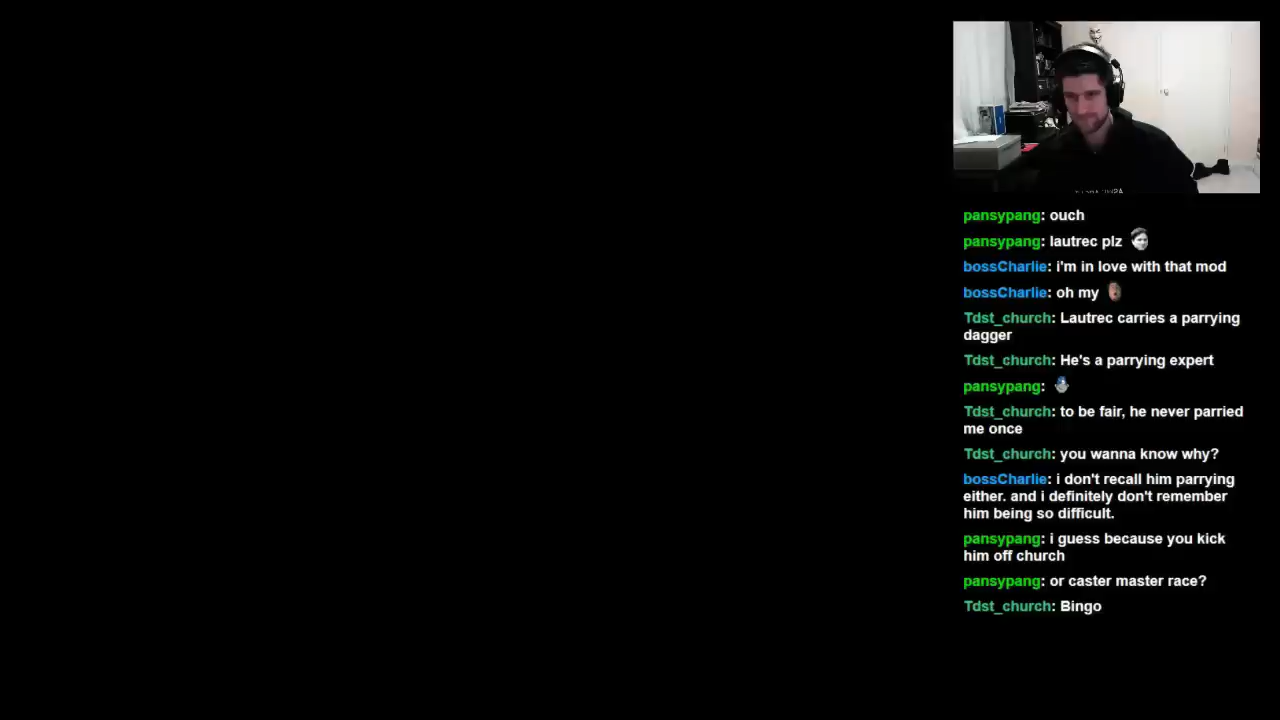 pansypang: ouch
pansypang: lautrec plz
bossCharlie: i'm in love with that mod
bossCharlie: oh my
Tdst_church: Lautrec carries a parrying
dagger
Tdst_church: He's a parrying expert
pansypang:
Tdst_church: to be fair, he never parried
me once
Tdst_church: you wanna know why?
bossCharlie: i don't recall him parrying
either. and i definitely don't remember
him being so difficult.
pansypang: i guess because you kick
him off church
pansypang: or caster master race?
Tdst_church: Bingo